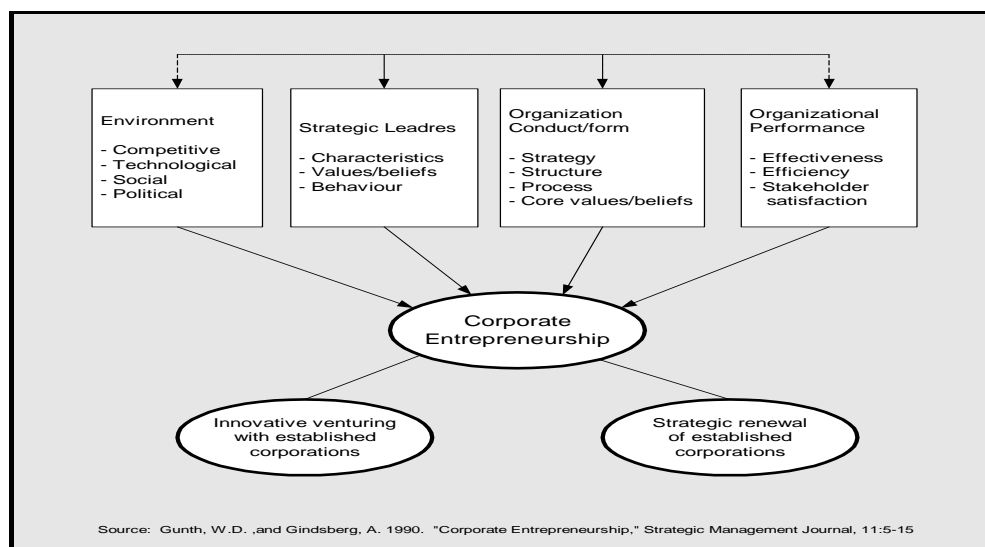 Environment
- Competitive
- Technological
- Social
- Political
Strategic Leadres
- Characteristics
- Values/beliefs
- Behaviour
Organization
Conduct/form
- Strategy
- Structure
- Process
- Core values/beliefs
Organizational
Performance
- Effectiveness
- Efficiency
- Stakeholder
satisfaction
Corporate
Entrepreneurship
Innovative venturing
with established
corporations
Strategic renewal
of established
corporations
Source: Gunth, W.D. ,and Gindsberg, A. 1990. "Corporate Entrepreneurship," Strategic Management Journal, 11:5-15